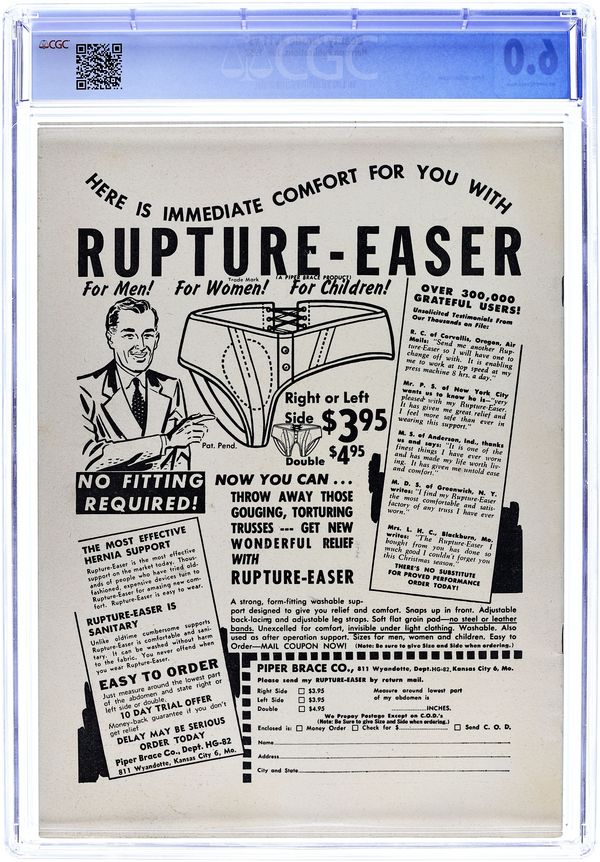 CGC
CGC
6.0
HERE IS IMMEDIATE COMFORT FOR YOU WITH
RUPTURE-EASER
Trade Mark
(A PIPER BRACE PRODUCT)
For Men! For Women! For Children!
Right or Left
Side $3.95
Double $4.95
Pat. Pend.
NO FITTING
REQUIRED!
NOW YOU CAN ...
THROW AWAY THOSE
GOUGING, TORTURING
TRUSSES --- GET NEW
WONDERFUL RELIEF
WITH
RUPTURE-EASER
OVER 300,000
GRATEFUL USERS!
Unsolicited Testimonials From
Our Thousands on File:
R. C. of Corvallis, Oregon, Air
Mails: "Send me another Rup-
ture-Easer so I will have one to
change off with. It is enabling
me to work at top speed at my
press machine 8 hrs. a day."
Mr. P. S. of New York City
wants us to know he is—"very
pleased with my Rupture-Easer.
It has given me great relief and
I feel more safe than ever in
wearing this support."
M. S. of Anderson, Ind., thanks
us and says: "It is one of the
finest things I have ever worn
and has made my life worth liv-
ing. It has given me untold ease
and comfort."
M. D. S. of Greenwich, N. Y.
writes: "I find my Rupture-Easer
the most comfortable and satis-
factory of any truss I have ever
worn."
Mrs. L. H. C., Blackburn, Mo.
writes: "The Rupture-Easer I
bought from you has done so
much good I couldn't forget you
this Christmas season."
THERE'S NO SUBSTITUTE
FOR PROVED PERFORMANCE
ORDER TODAY!
THE MOST EFFECTIVE
HERNIA SUPPORT
Rupture-Easer is the most effective
support on the market today. Thous-
ands of people who have tried old-
fashioned, expensive devices turn to
Rupture-Easer for amazing new com-
fort. Rupture-Easer is easy to wear.
RUPTURE-EASER IS
SANITARY
Unlike oldtime cumbersome supports
Rupture-Easer is comfortable and sani-
tary. It can be washed without harm
to the fabric. You never offend when
you wear Rupture-Easer.
EASY TO ORDER
Just measure around the lowest part
of the abdomen and state right or
left side or double.
10 DAY TRIAL OFFER
Money-back guarantee if you don't
get relief
DELAY MAY BE SERIOUS
ORDER TODAY
Piper Brace Co., Dept. HG-82
811 Wyandotte, Kansas City 6, Mo.
A strong, form-fitting washable sup-
port designed to give you relief and comfort. Snaps up in front. Adjustable
back-lacing and adjustable leg straps. Soft flat groin pad—no steel or leather
bands. Unexcelled for comfort, invisible under light clothing. Washable. Also
used as after operation support. Sizes for men, women and children. Easy to
Order—MAIL COUPON NOW! (Note: Be sure to give Size and Side when ordering.)
PIPER BRACE CO., 811 Wyandotte, Dept. HG-82, Kansas City 6, Mo.
Please send my RUPTURE-EASER by return mail.
Right Side $3.95 Measure around lowest part
Left Side $3.95 of my abdomen is
Double $4.95 INCHES.
We Prepay Postage Except on C.O.D.'s
(Note: Be Sure to give Size and Side when ordering.)
Enclosed is: Money Order Check for $ Send C. O. D.
Name
Address
City and State